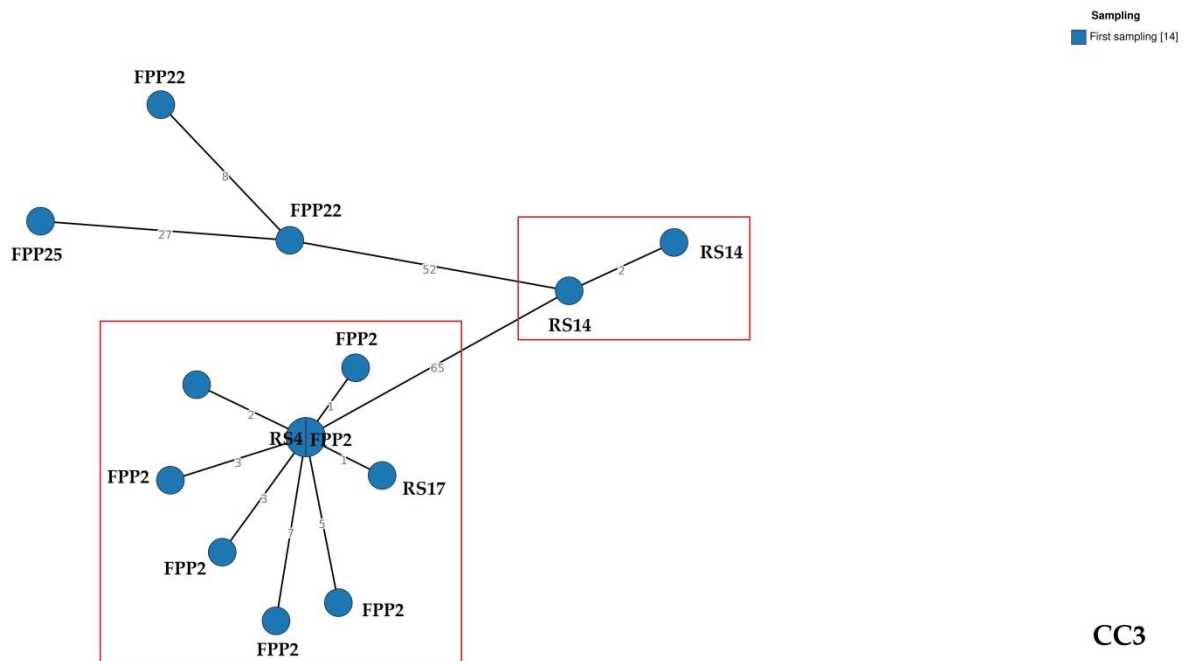 Sampling
First sampling [14]
FPP22
8
FPP22
FPP25
27
52
2
RS14
RS14
65
FPP2
2
1
RS4 FPP2
3
1
FPP2
RS17
3
7
5
FPP2
FPP2
FPP2
CC3